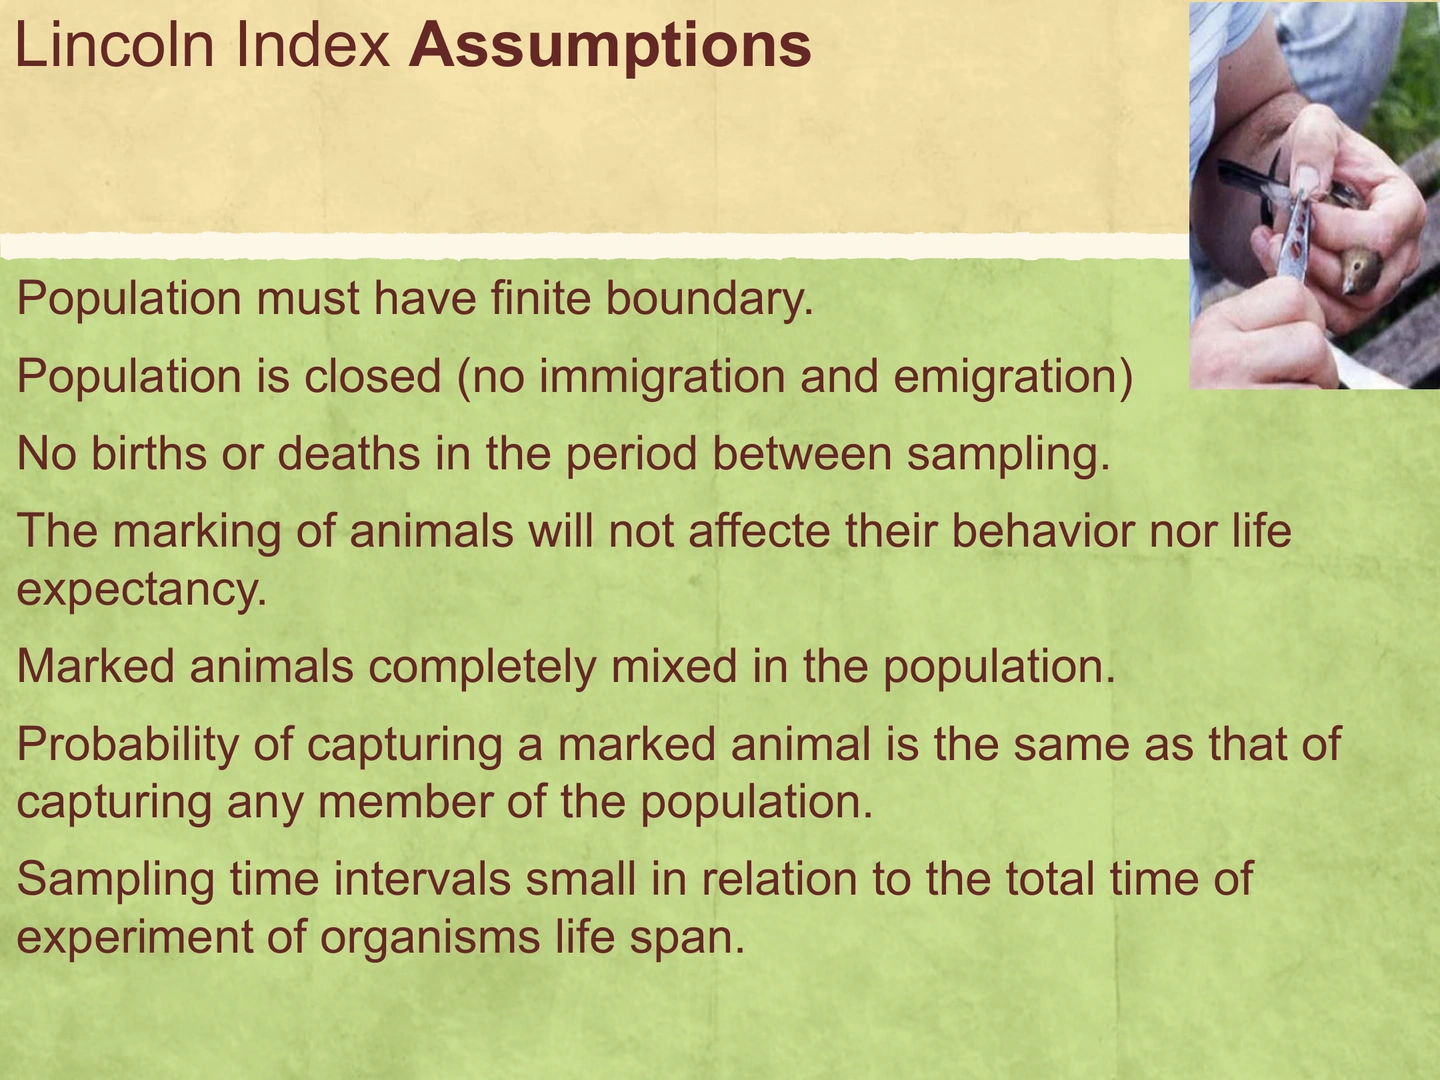 Lincoln Index Assumptions
Population must have finite boundary.
Population is closed (no immigration and emigration)
No births or deaths in the period between sampling.
The marking of animals will not affecte their behavior nor life
expectancy.
Marked animals completely mixed in the population.
Probability of capturing a marked animal is the same as that of
capturing any member of the population.
Sampling time intervals small in relation to the total time of
experiment of organisms life span.